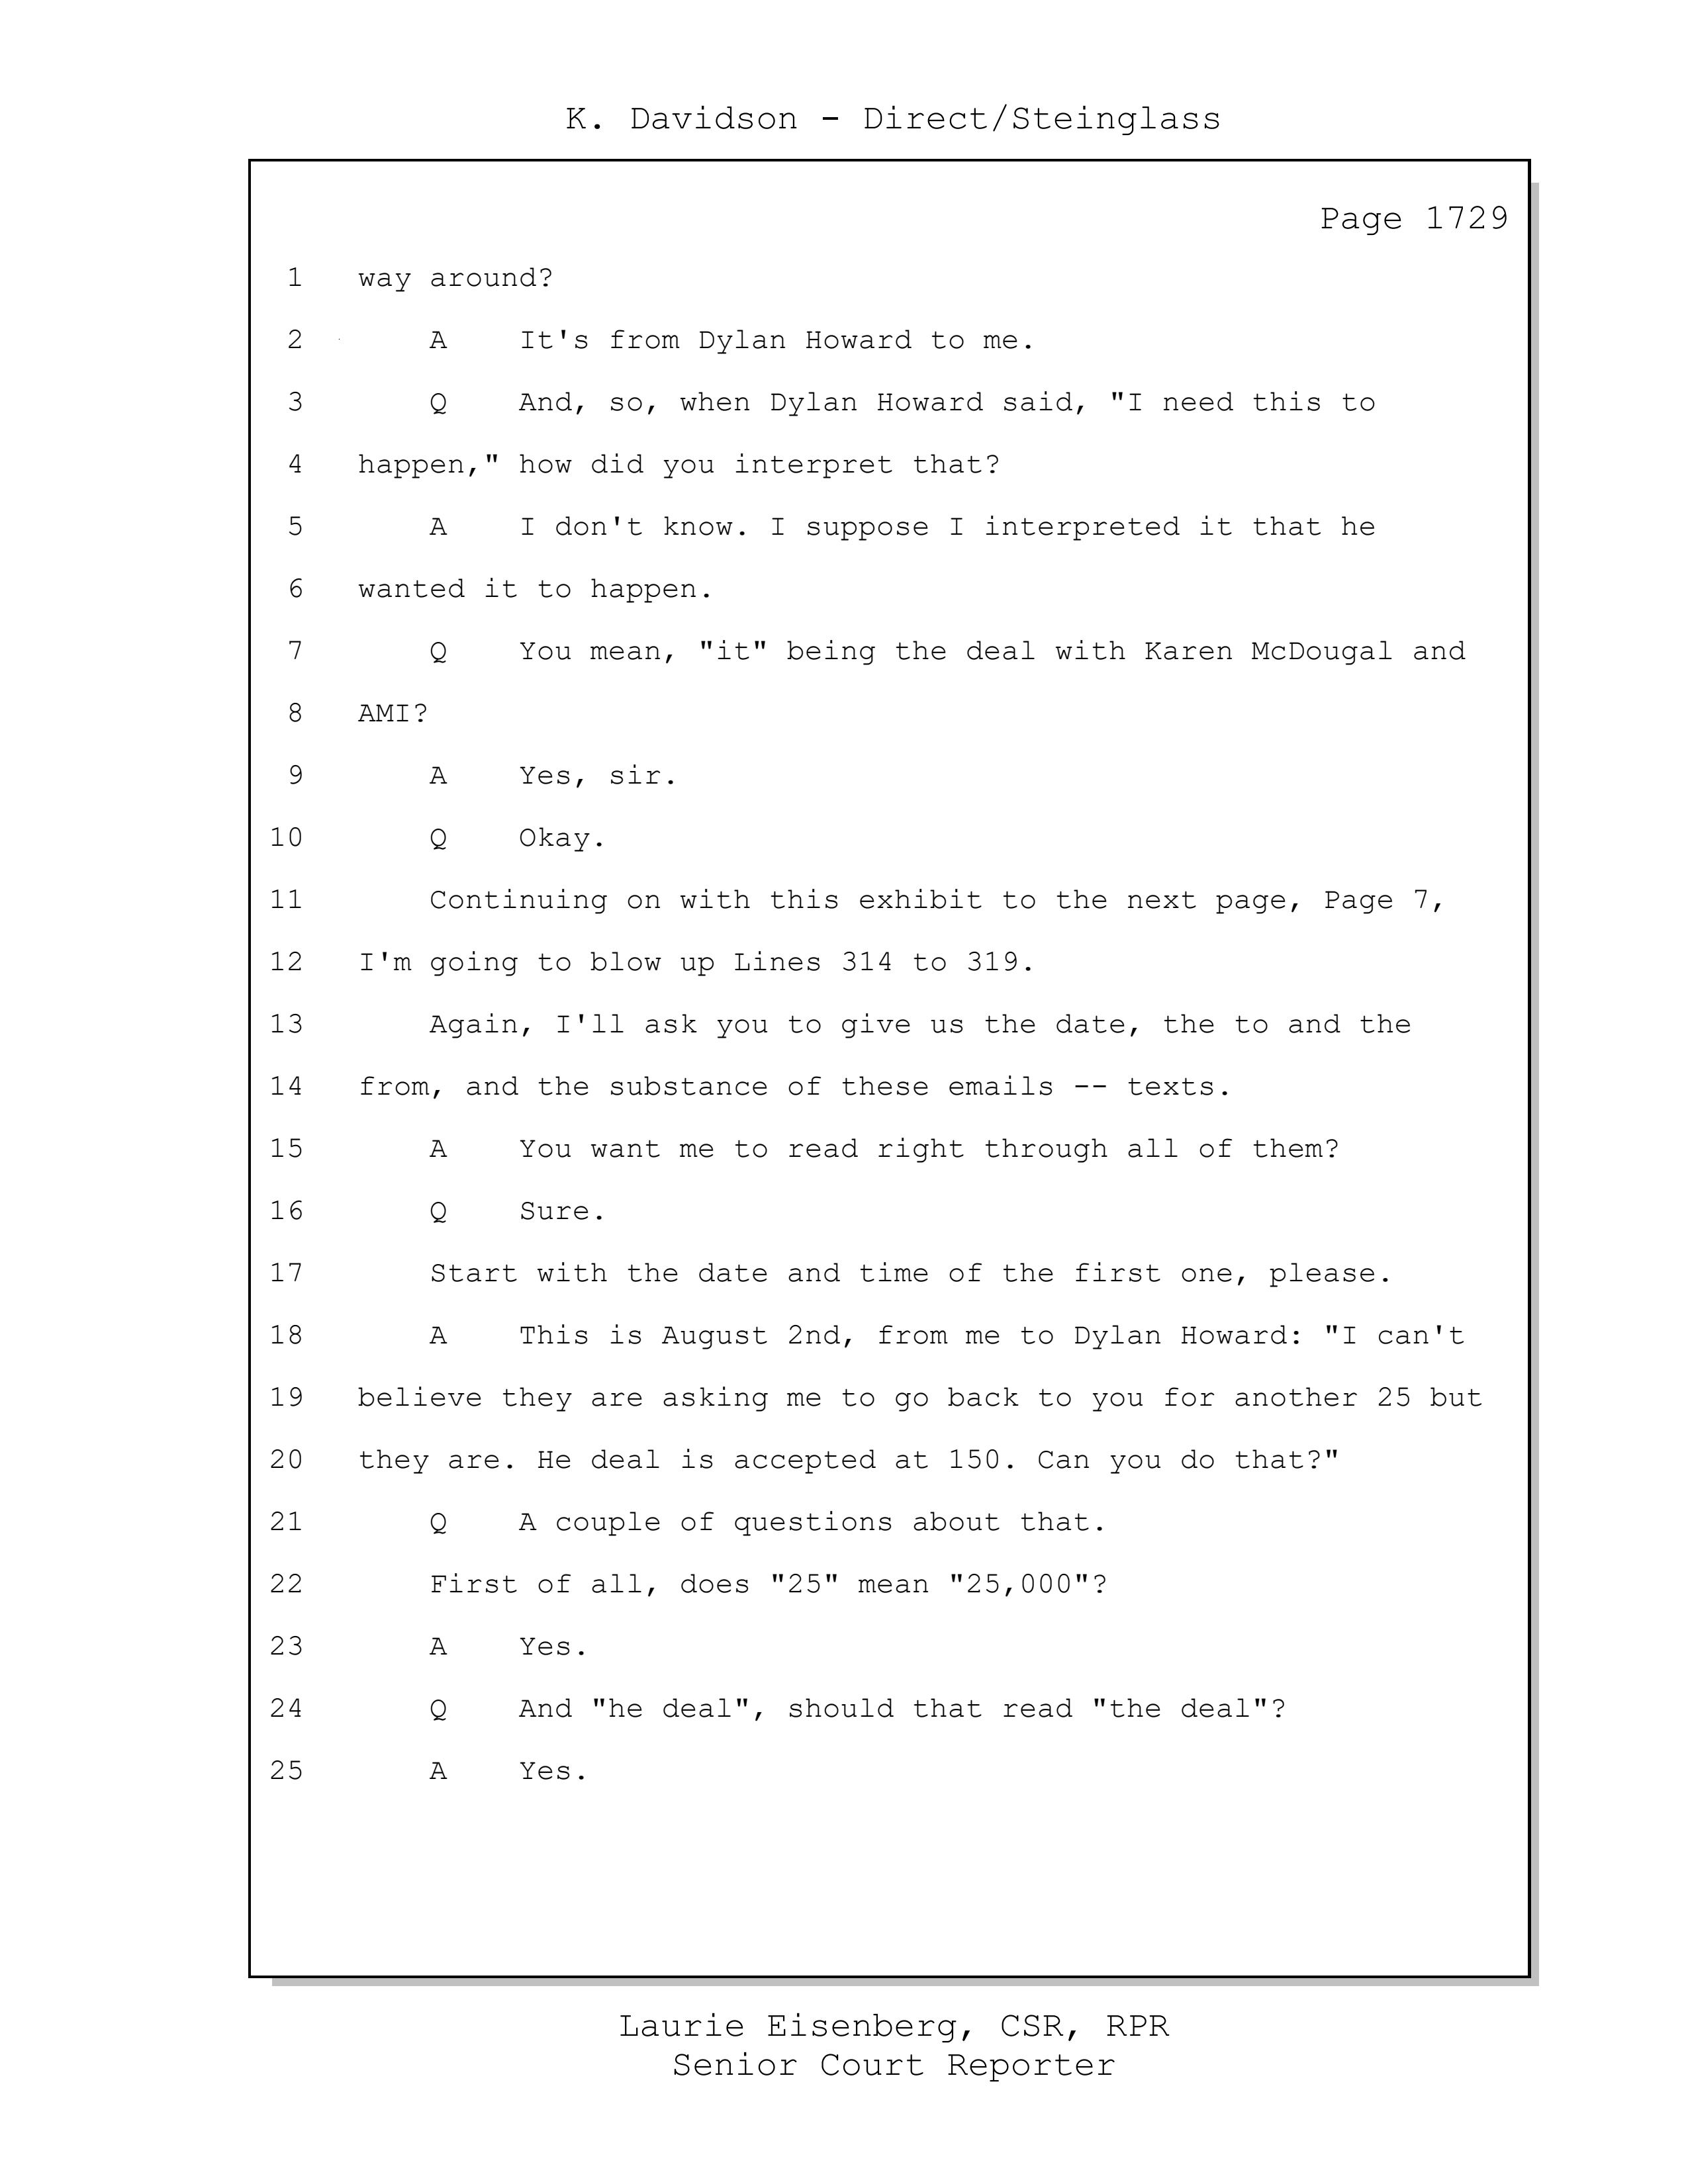 K. Davidson - Direct/Steinglass
Page 1729
1 way around?
2 A It's from Dylan Howard to me.
3 Q And, so, when Dylan Howard said, "I need this to
4 happen," how did you interpret that?
5 A I don't know. I suppose I interpreted it that he
6 wanted it to happen.
7 Q You mean, "it" being the deal with Karen McDougal and
8 AMI?
9 A Yes, sir.
10 Q Okay.
11 Continuing on with this exhibit to the next page, Page 7,
12 I'm going to blow up Lines 314 to 319.
13 Again, I'll ask you to give us the date, the to and the
14 from, and the substance of these emails -- texts.
15 A You want me to read right through all of them?
16 Q Sure.
17 Start with the date and time of the first one, please.
18 A This is August 2nd, from me to Dylan Howard: "I can't
19 believe they are asking me to go back to you for another 25 but
20 they are. He deal is accepted at 150. Can you do that?"
21 Q A couple of questions about that.
22 First of all, does "25" mean "25,000"?
23 A Yes.
24 Q And "he deal", should that read "the deal"?
25 A Yes.
Laurie Eisenberg, CSR, RPR
Senior Court Reporter